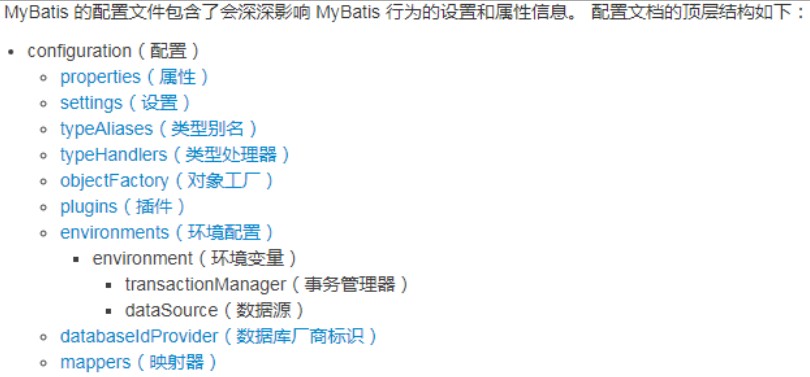 MyBatis 的配置文件包含了会深深影响 MyBatis 行为的设置和属性信息。 配置文档的顶层结构如下：
configuration（配置）
properties（属性）
settings（设置）
typeAliases（类型别名）
typeHandlers（类型处理器）
objectFactory（对象工厂）
plugins（插件）
environments（环境配置）
environment（环境变量）
transactionManager（事务管理器）
dataSource（数据源）
databaseIdProvider（数据库厂商标识）
mappers（映射器）